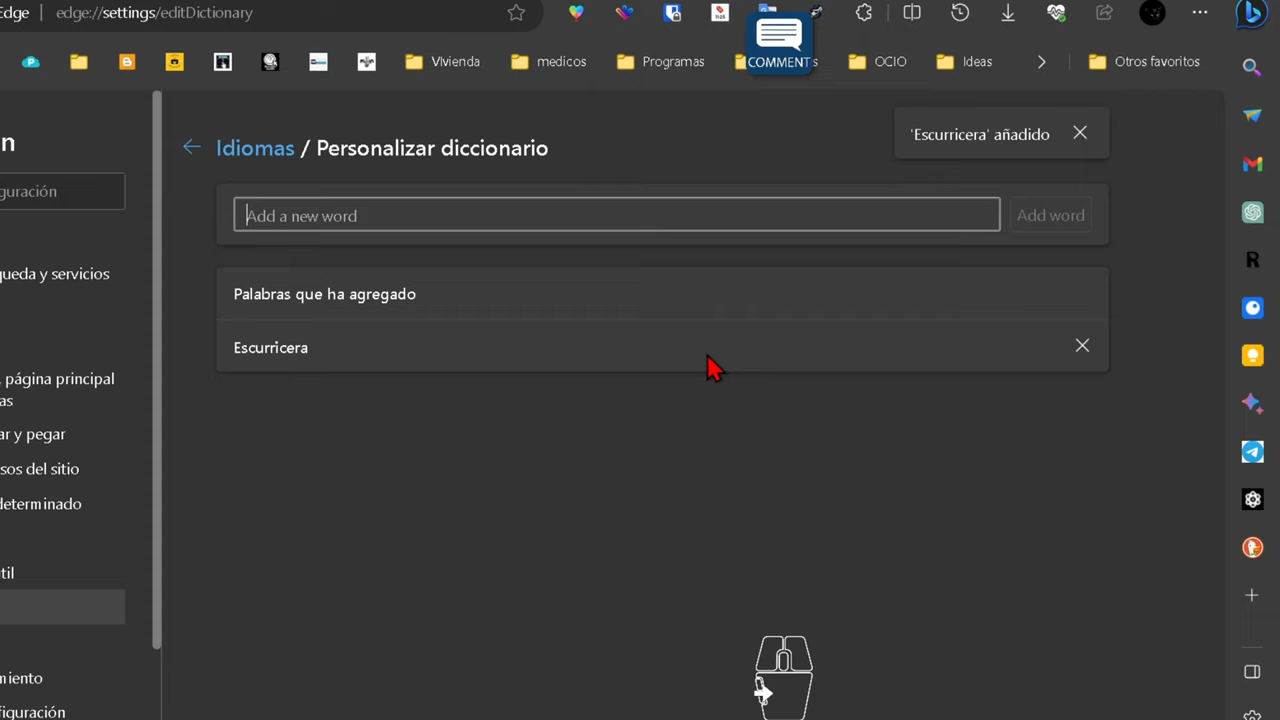 Edge
edge://settings/editDictionary
COMMENTS
VIvienda
medicos
Programas
s
OCIO
Ideas
Otros favoritos
n
guración
queda y servicios
, página principal
as
ar y pegar
sos del sitio
determinado
til
miento
figuración
Idiomas / Personalizar diccionario
'Escurricera' añadido
Add a new word
Add word
Palabras que ha agregado
Escurricera